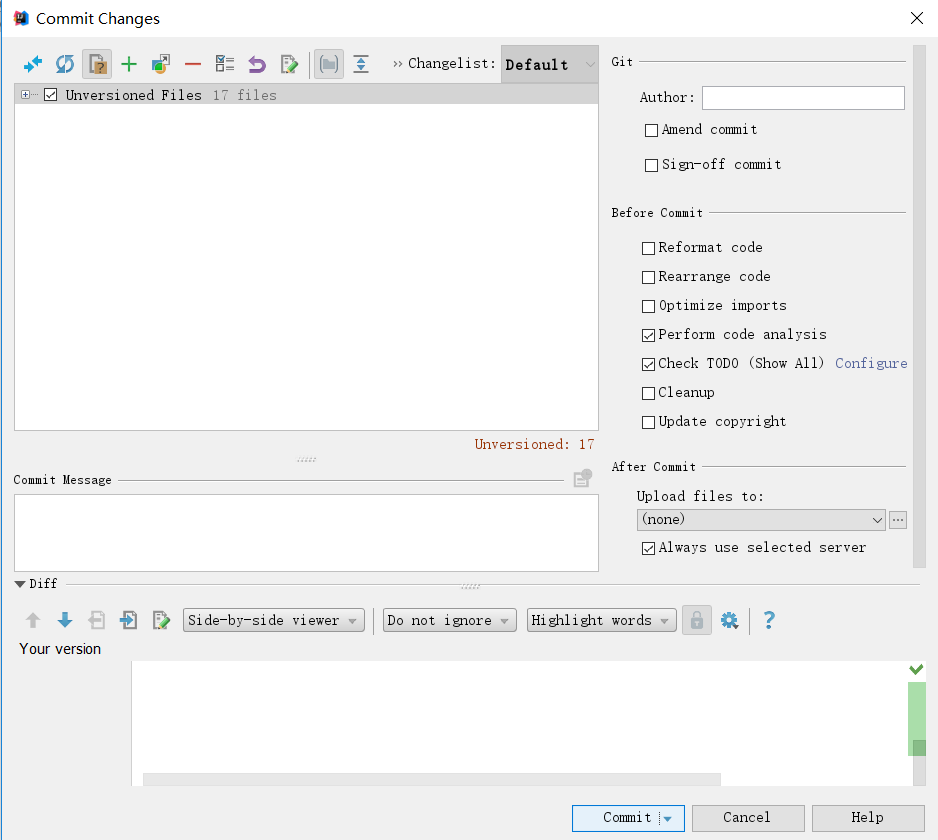 Commit Changes
» Changelist: Default
Unversioned Files 17 files
Unversioned: 17
Commit Message
Git
Author:
Amend commit
Sign-off commit
Before Commit
Reformat code
Rearrange code
Optimize imports
Perform code analysis
Check TODO (Show All) Configure
Cleanup
Update copyright
After Commit
Upload files to:
(none)
Always use selected server
Diff
Side-by-side viewer Do not ignore Highlight words ?
Your version
Commit Cancel Help